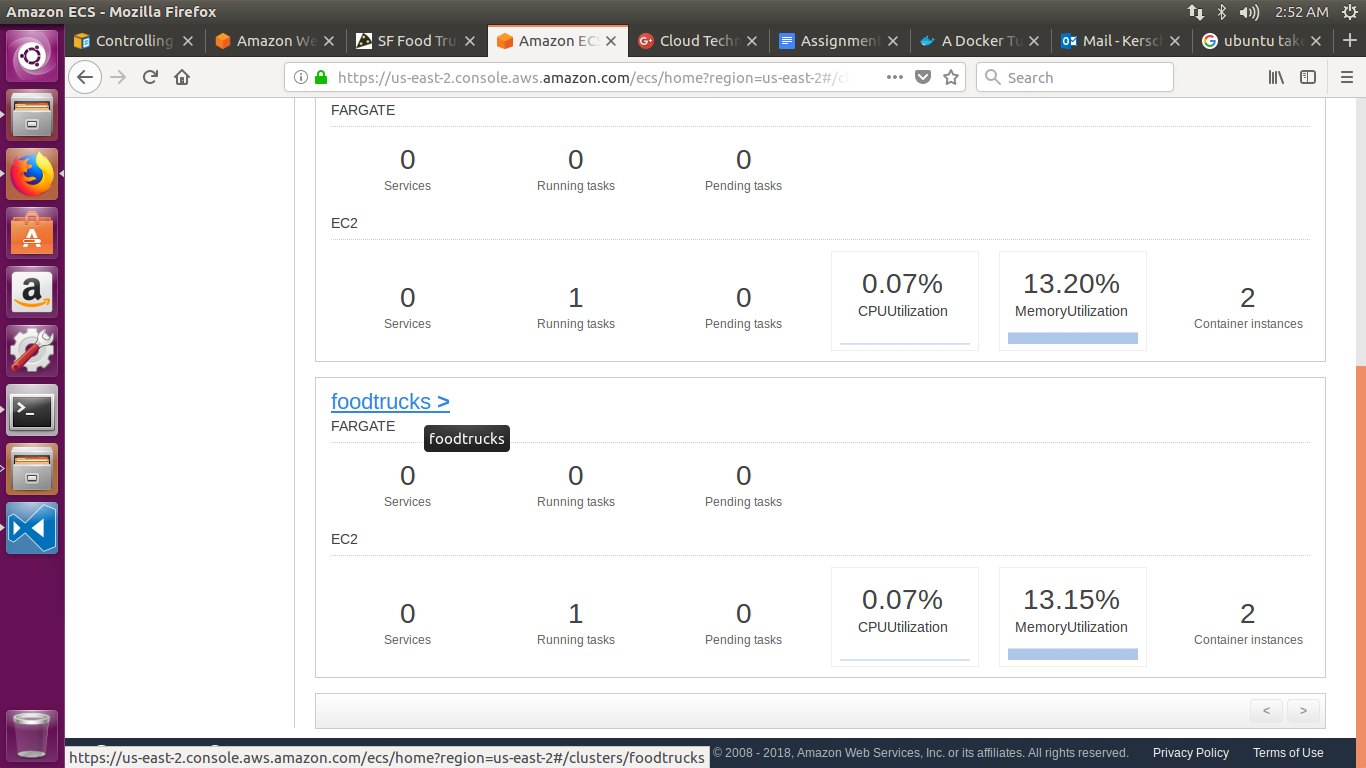 Amazon ECS - Mozilla Firefox
2:52 AM
Controlling
Amazon We
SF Food Tru
Amazon ECS
Cloud Techn
Assignment
A Docker Tu
Mail - Kersch
ubuntu take
https://us-east-2.console.aws.amazon.com/ecs/home?region=us-east-2#/cl
Search
FARGATE
0 0 0
Services Running tasks Pending tasks
EC2
0 1 0 0.07% 13.20% 2
Services Running tasks Pending tasks CPUUtilization MemoryUtilization Container instances
foodtrucks >
FARGATE
foodtrucks
0 0 0
Services Running tasks Pending tasks
EC2
0 1 0 0.07% 13.15% 2
Services Running tasks Pending tasks CPUUtilization MemoryUtilization Container instances
< >
© 2008 - 2018, Amazon Web Services, Inc. or its affiliates. All rights reserved. Privacy Policy Terms of Use
https://us-east-2.console.aws.amazon.com/ecs/home?region=us-east-2#/clusters/foodtrucks